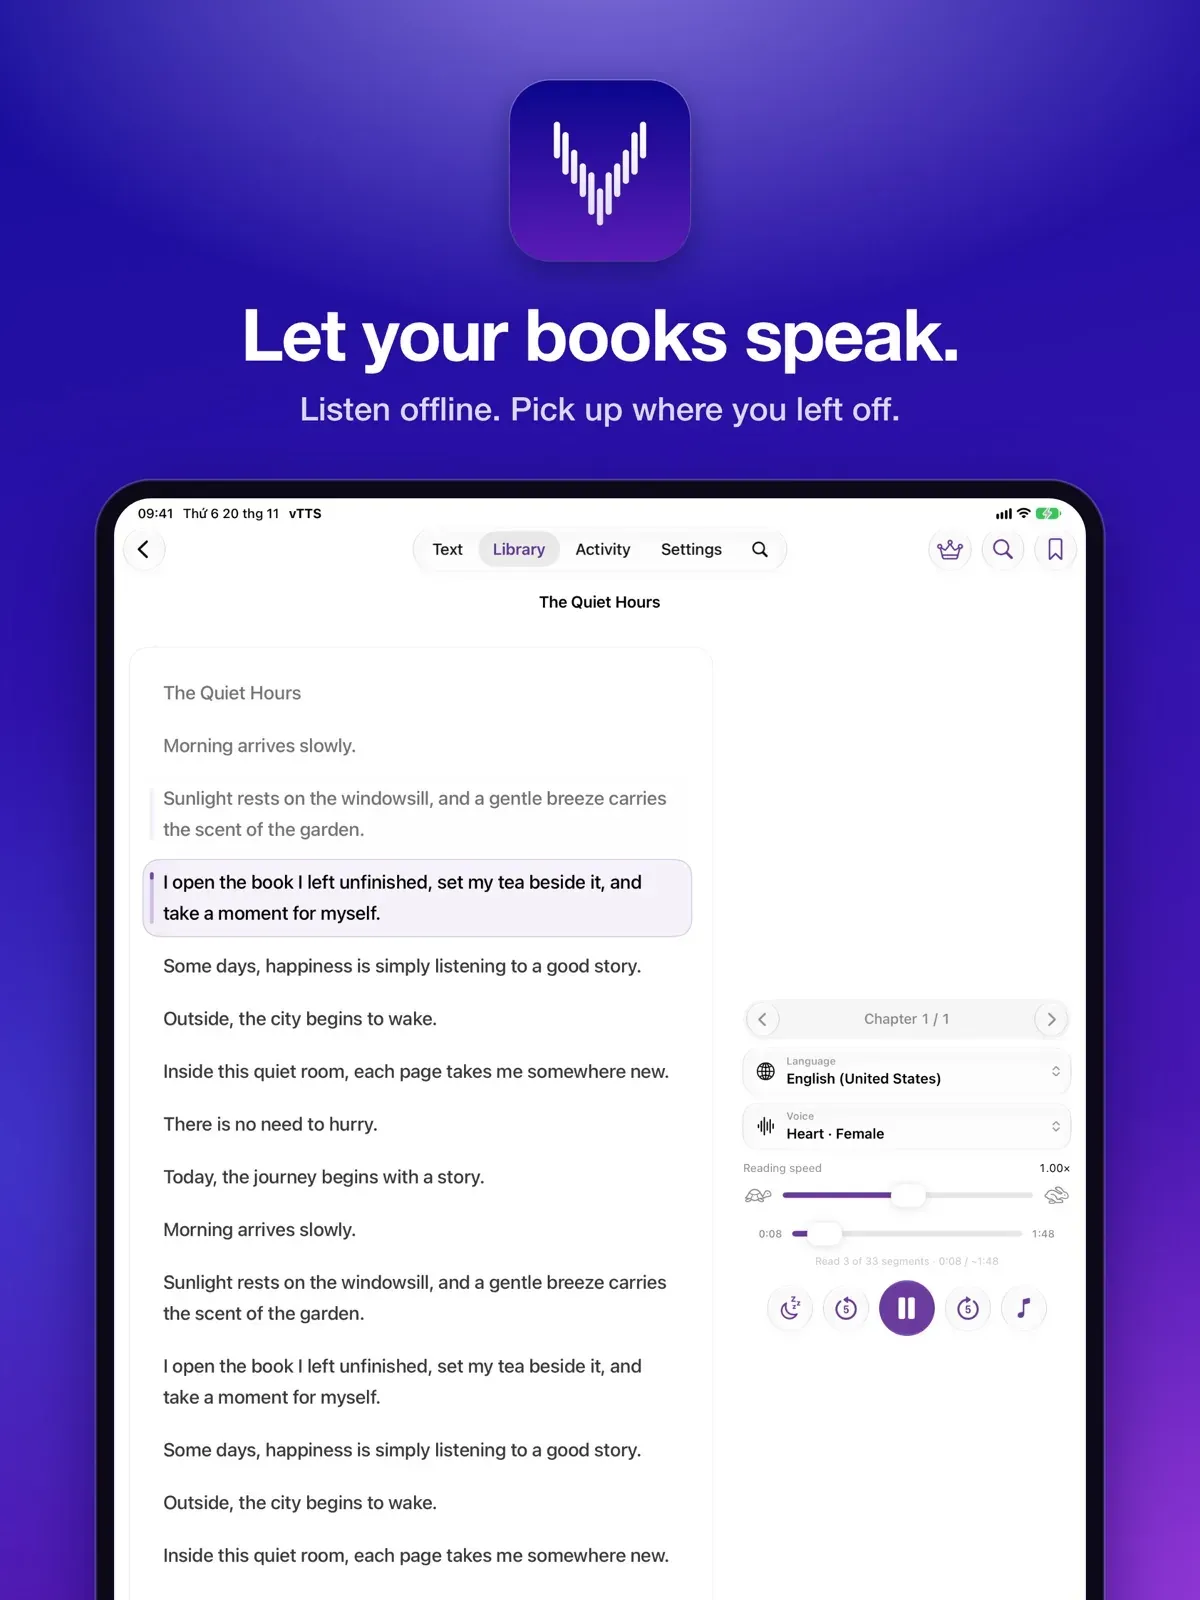 Let your books speak.
Listen offline. Pick up where you left off.
09:41 Thứ 6 20 thg 11 vTTS
Text Library Activity Settings
The Quiet Hours
The Quiet Hours
Morning arrives slowly.
Sunlight rests on the windowsill, and a gentle breeze carries
the scent of the garden.
I open the book I left unfinished, set my tea beside it, and
take a moment for myself.
Some days, happiness is simply listening to a good story.
Outside, the city begins to wake.
Inside this quiet room, each page takes me somewhere new.
There is no need to hurry.
Today, the journey begins with a story.
Morning arrives slowly.
Sunlight rests on the windowsill, and a gentle breeze carries
the scent of the garden.
I open the book I left unfinished, set my tea beside it, and
take a moment for myself.
Some days, happiness is simply listening to a good story.
Outside, the city begins to wake.
Inside this quiet room, each page takes me somewhere new.
Chapter 1 / 1
Language
English (United States)
Voice
Heart · Female
Reading speed 1.00×
0:08 1:48
Read 3 of 33 segments · 0:08 / ~1:48
z z z 5 5